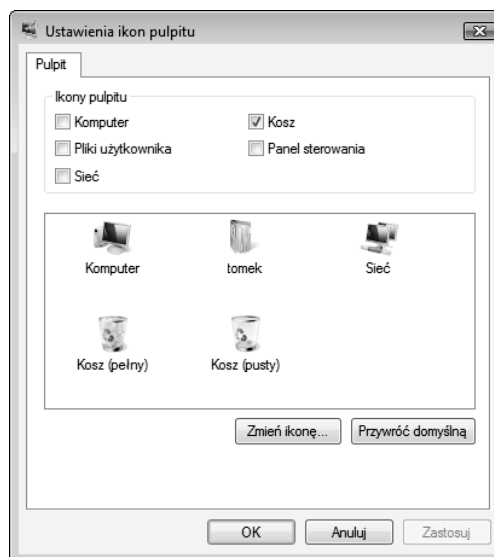 Ustawienia ikon pulpitu
Pulpit
Ikony pulpitu
Komputer
Kosz
Pliki użytkownika
Panel sterowania
Sieć
Komputer
tomek
Sieć
Kosz (pełny)
Kosz (pusty)
Zmień ikonę...
Przywróć domyślną
OK
Anuluj
Zastosuj